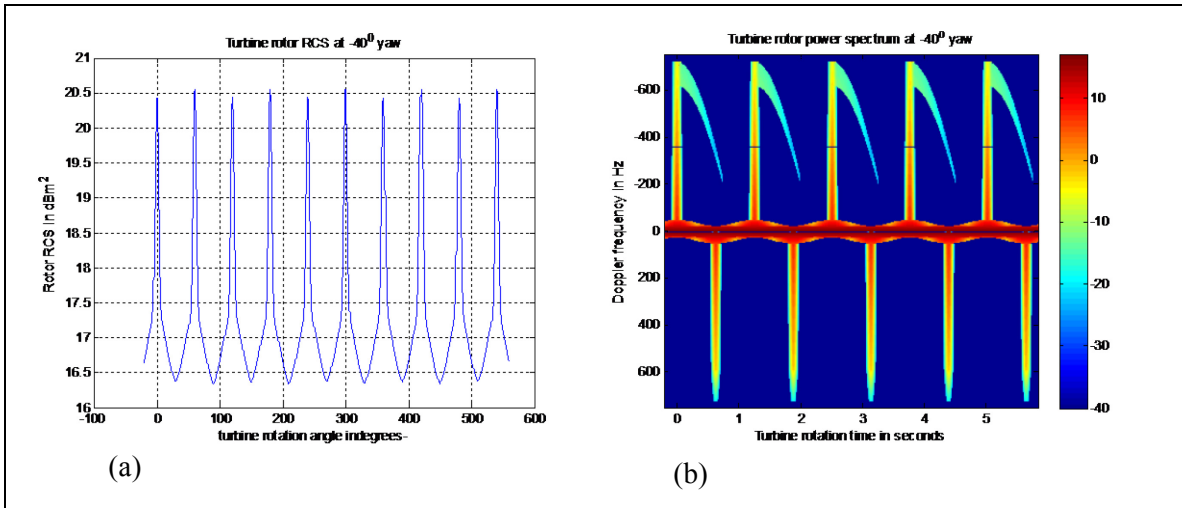 Turbine rotor RCS at -40⁰ yaw
21
20.5
20
19.5
19
18.5
18
17.5
17
16.5
16
Rotor RCS in dBm²
-100 0 100 200 300 400 500 600
turbine rotation angle indegrees-
(a)
Turbine rotor power spectrum at -40⁰ yaw
-600
-400
-200
0
200
400
600
Doppler frequency in Hz
0 1 2 3 4 5
Turbine rotation time in seconds
10
0
-10
-20
-30
-40
(b)